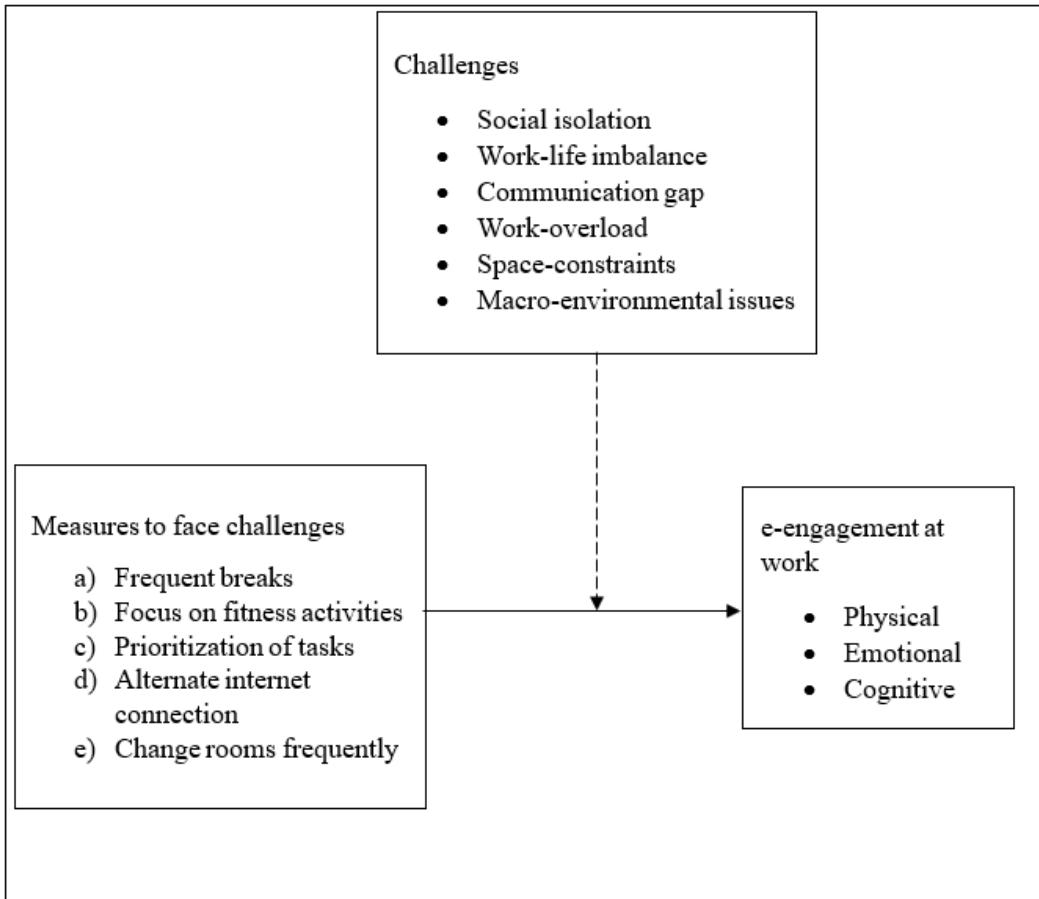 Challenges
• Social isolation
• Work-life imbalance
• Communication gap
• Work-overload
• Space-constraints
• Macro-environmental issues
Measures to face challenges
a) Frequent breaks
b) Focus on fitness activities
c) Prioritization of tasks
d) Alternate internet
connection
e) Change rooms frequently
e-engagement at
work
• Physical
• Emotional
• Cognitive